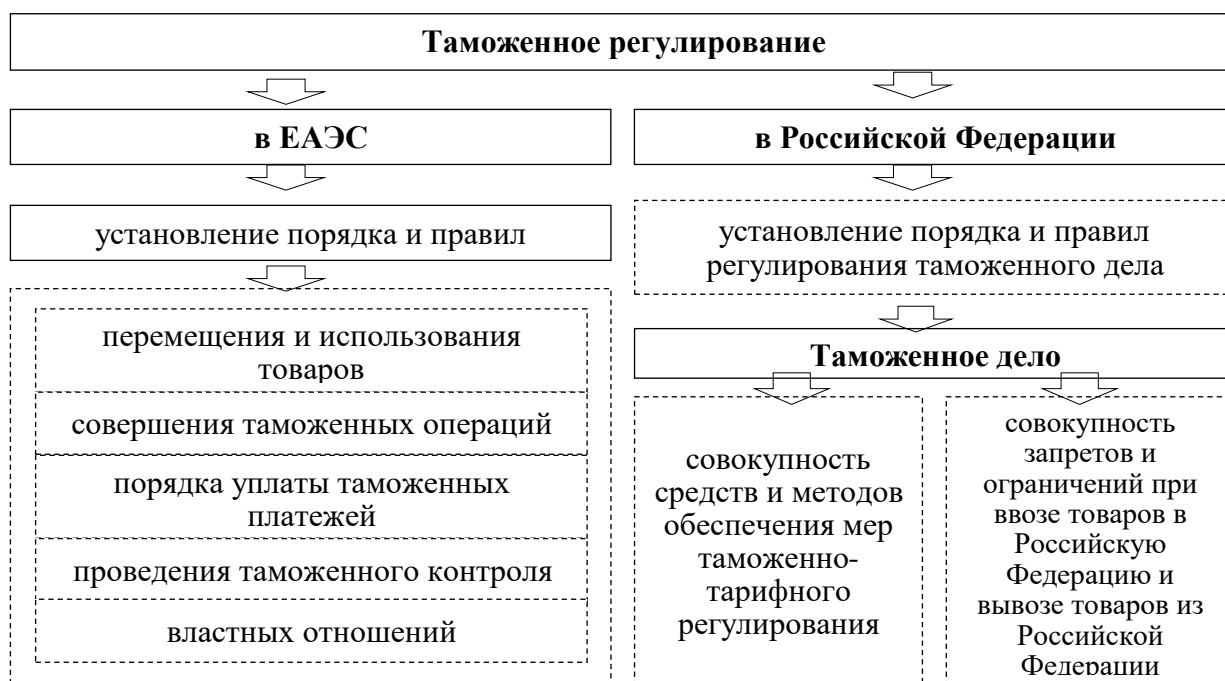 Таможенное регулирование
в ЕАЭС
в Российской Федерации
установление порядка и правил
установление порядка и правил
регулирования таможенного дела
перемещения и использования
товаров
совершения таможенных операций
порядка уплаты таможенных
платежей
проведения таможенного контроля
властных отношений
Таможенное дело
совокупность
средств и методов
обеспечения мер
таможенно-
тарифного
регулирования
совокупность
запретов и
ограничений при
ввозе товаров в
Российскую
Федерацию и
вывозе товаров из
Российской
Федерации